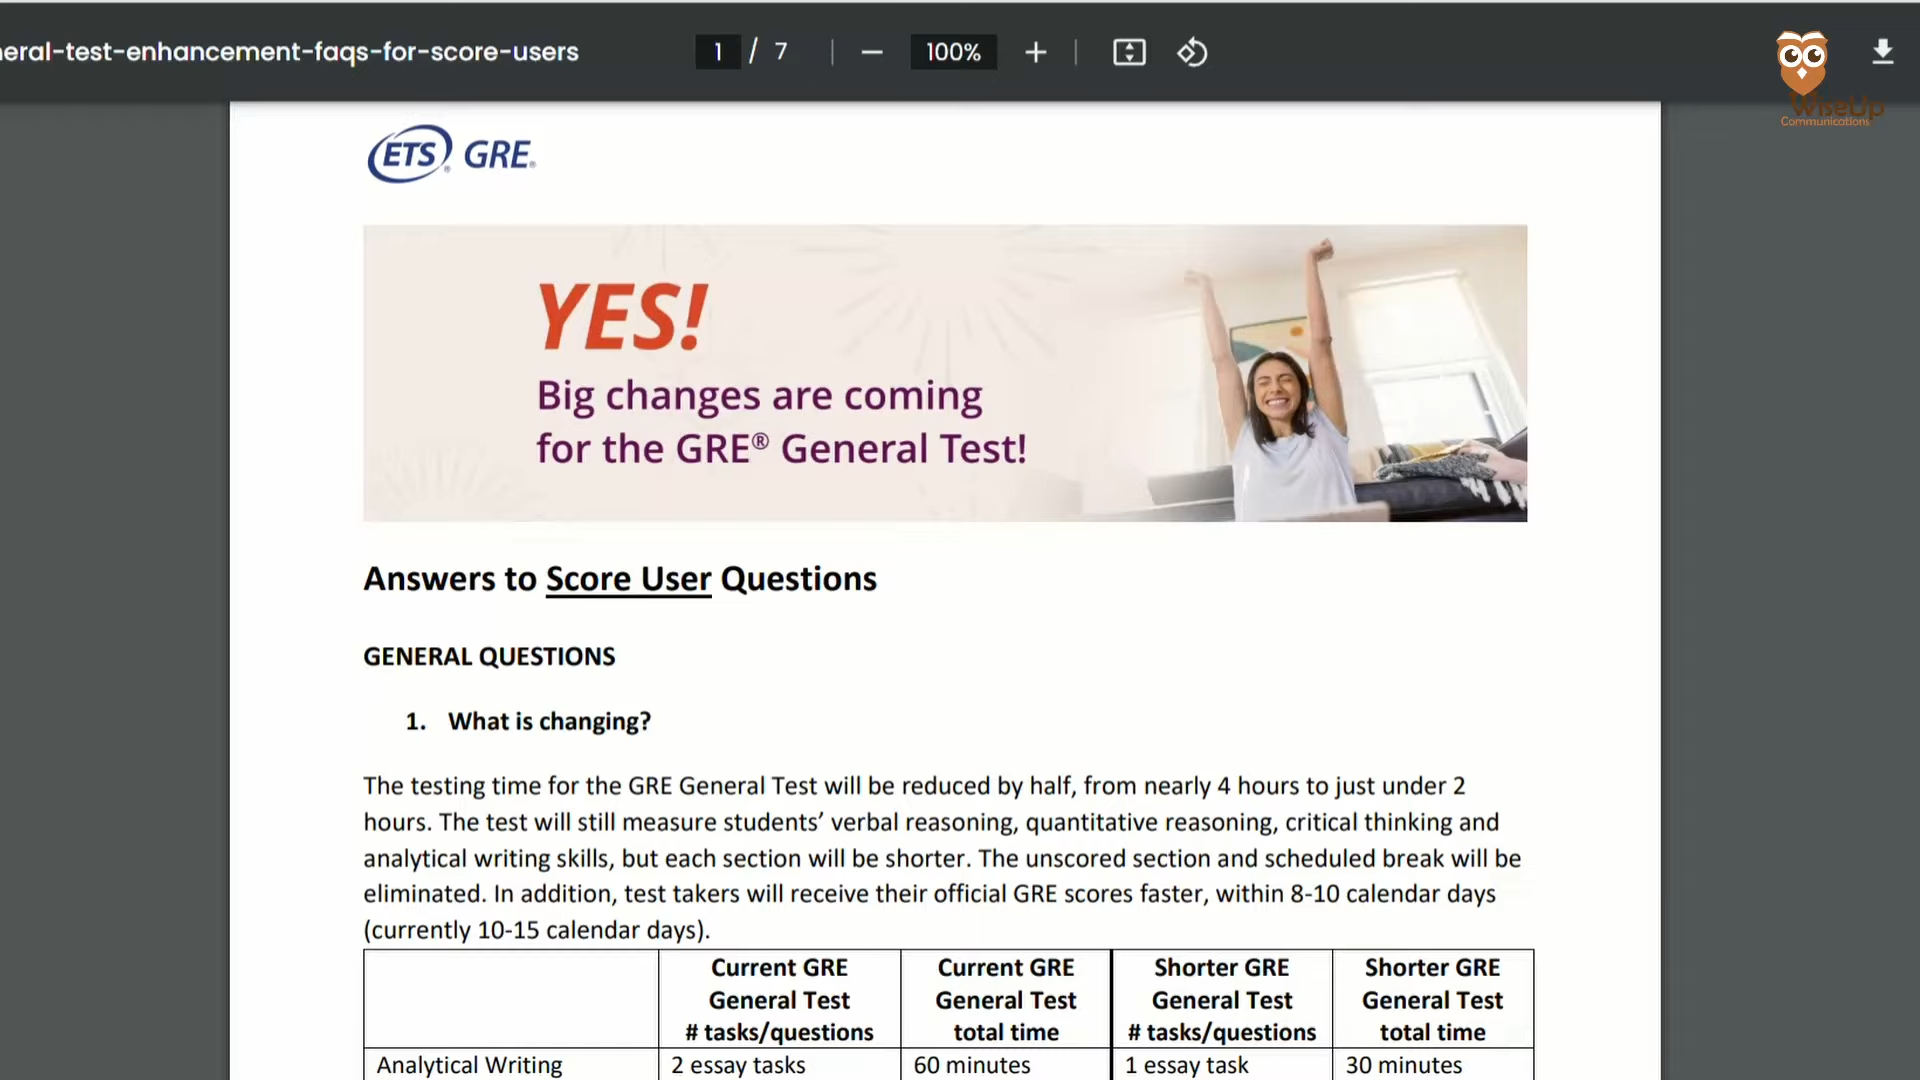 eral-test-enhancement-faqs-for-score-users
1 / 7
100%
WiseUp
Communications
ETS® GRE®
YES!
Big changes are coming
for the GRE® General Test!
Answers to Score User Questions
GENERAL QUESTIONS
1. What is changing?
The testing time for the GRE General Test will be reduced by half, from nearly 4 hours to just under 2
hours. The test will still measure students’ verbal reasoning, quantitative reasoning, critical thinking and
analytical writing skills, but each section will be shorter. The unscored section and scheduled break will be
eliminated. In addition, test takers will receive their official GRE scores faster, within 8-10 calendar days
(currently 10-15 calendar days).
Current GRE General Test # tasks/questions
Current GRE General Test total time
Shorter GRE General Test # tasks/questions
Shorter GRE General Test total time
Analytical Writing 2 essay tasks 60 minutes 1 essay task 30 minutes